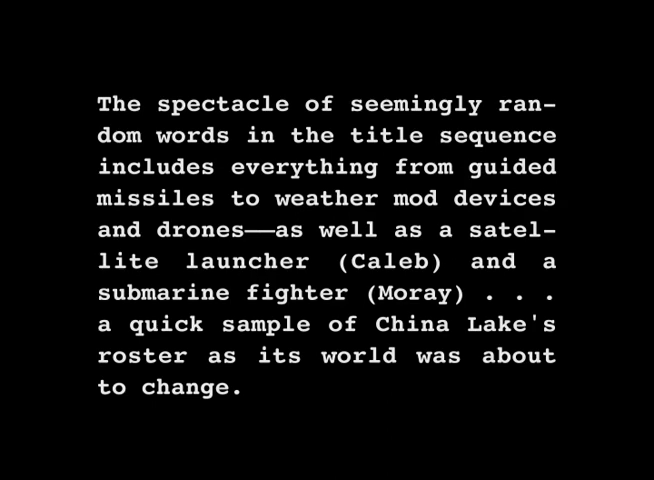 The spectacle of seemingly ran-
dom words in the title sequence
includes everything from guided
missiles to weather mod devices
and drones——as well as a satel-
lite launcher (Caleb) and a
submarine fighter (Moray) . . .
a quick sample of China Lake's
roster as its world was about
to change.